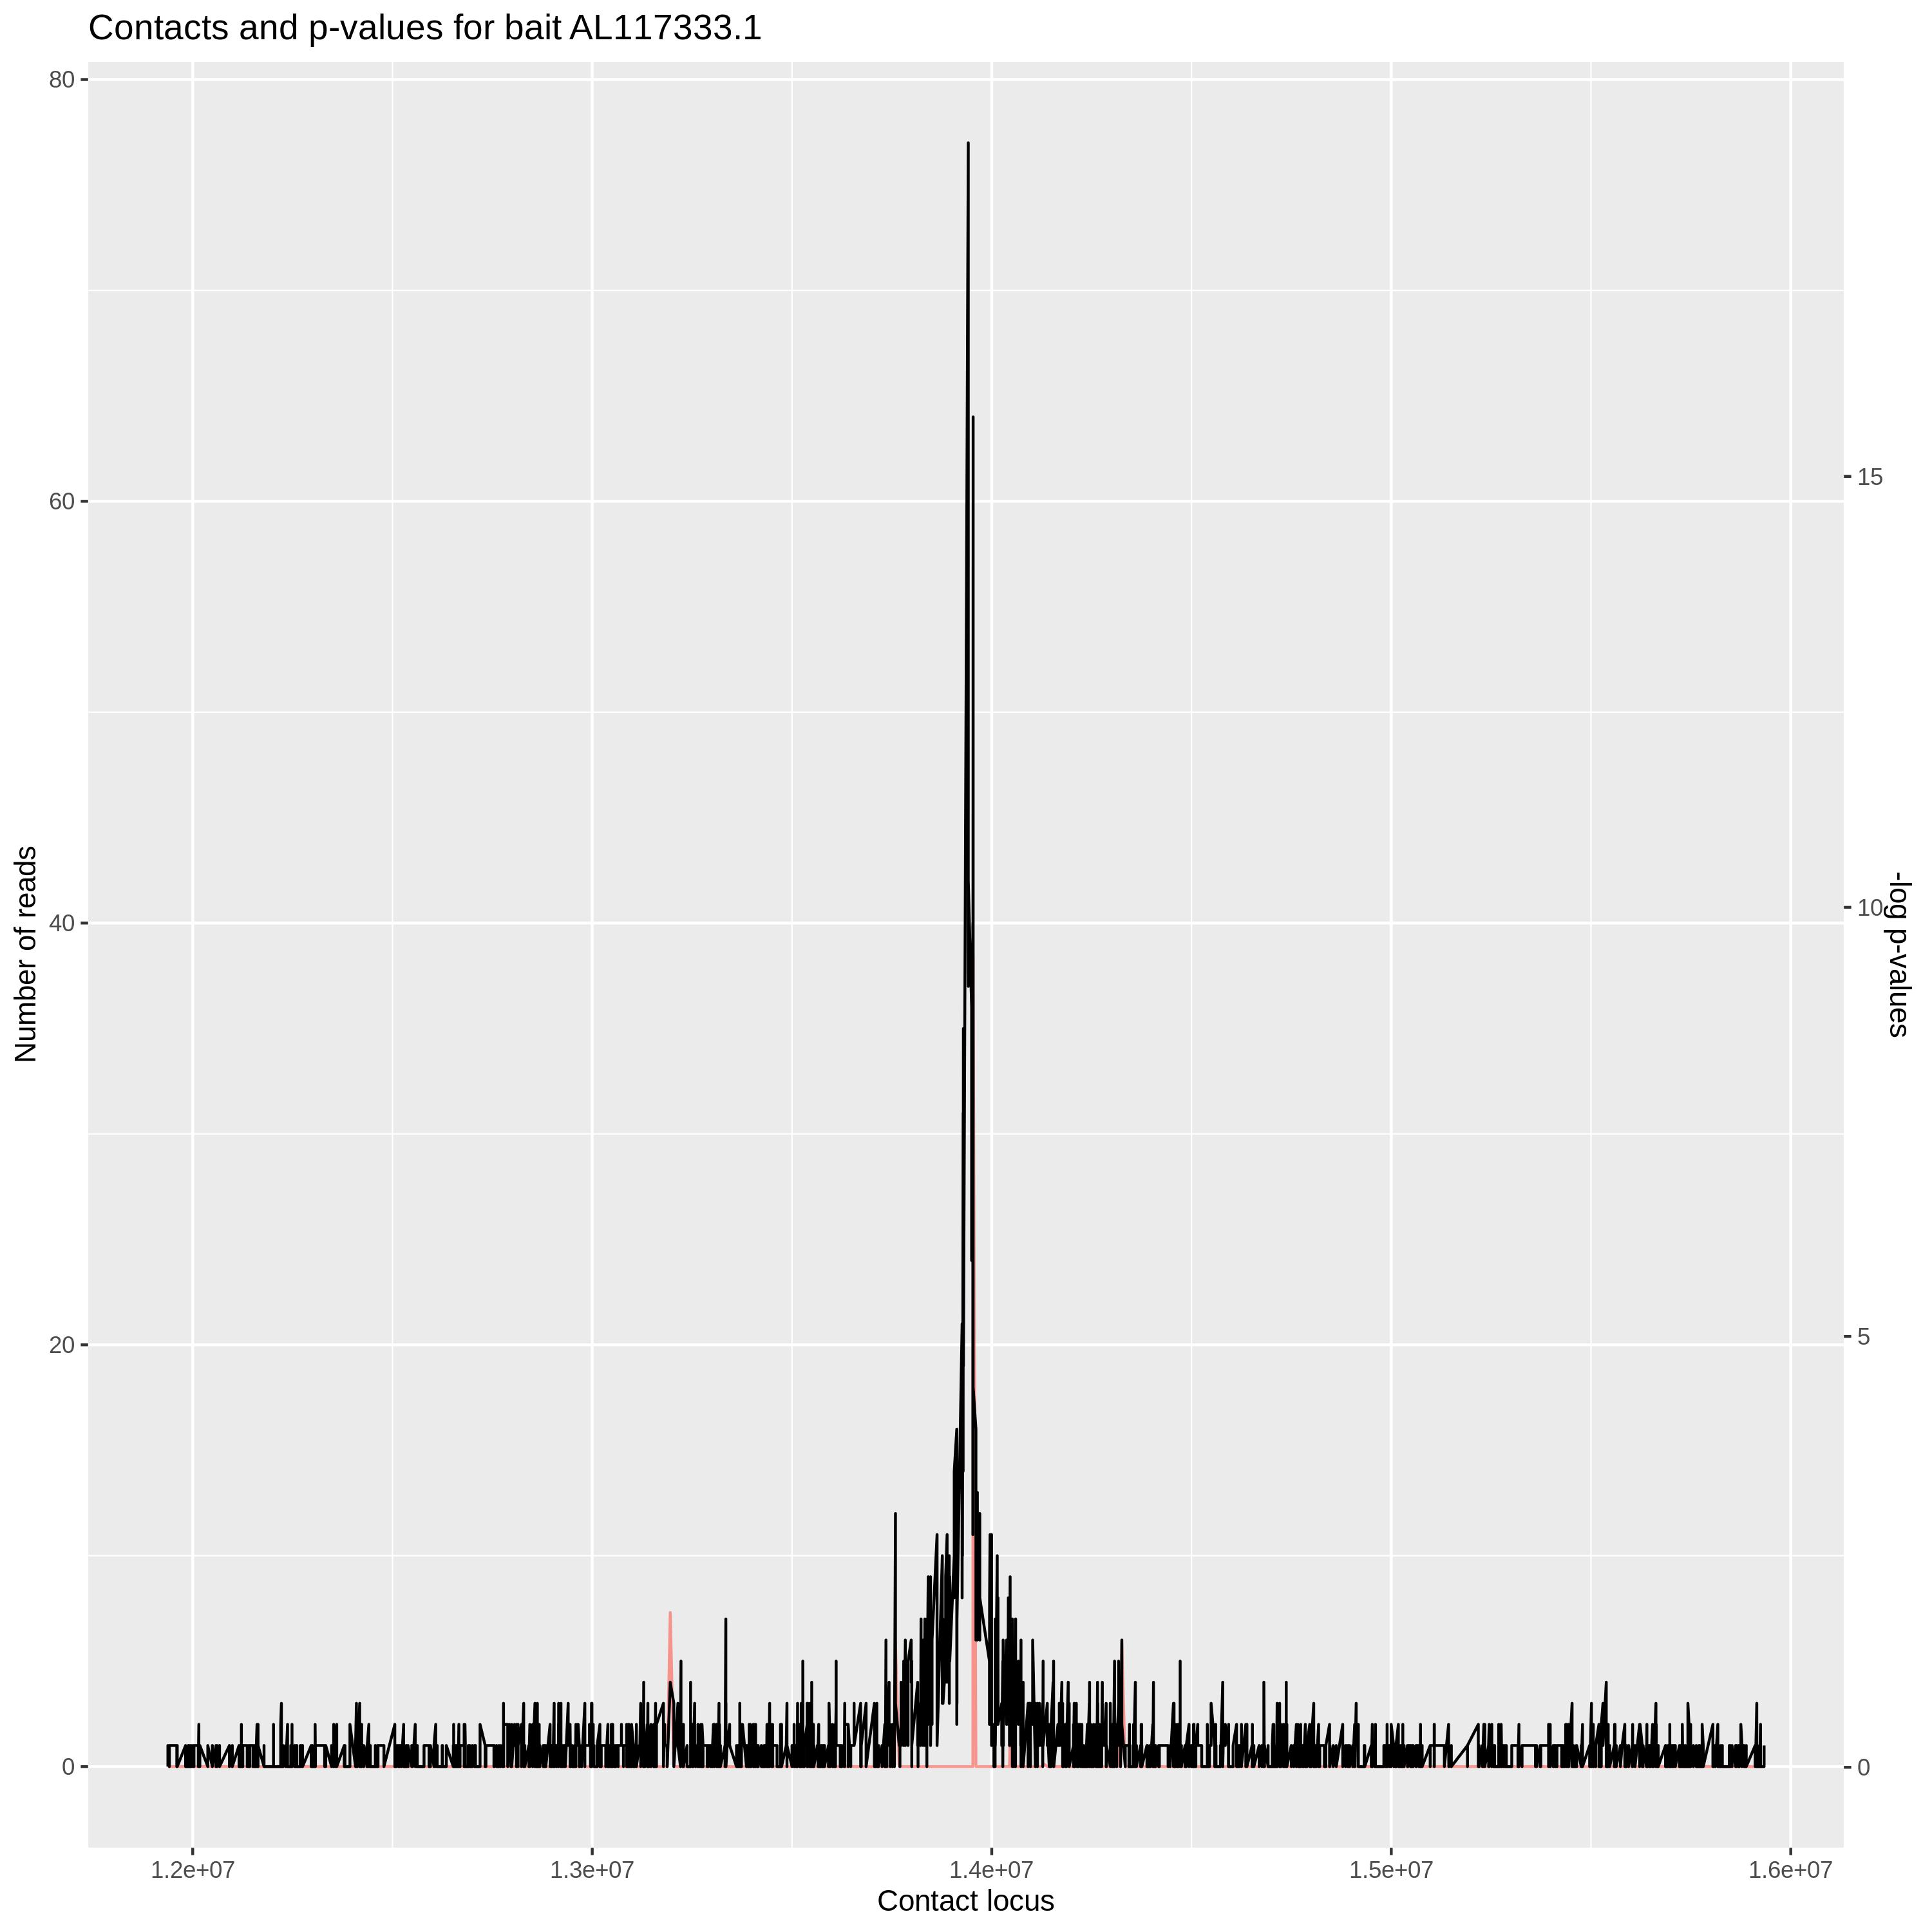 Contacts and p-values for bait AL117333.1
80
60
40
20
0
Number of reads
15
10
5
0
-log p-values
1.2e+07
1.3e+07
1.4e+07
1.5e+07
1.6e+07
Contact locus